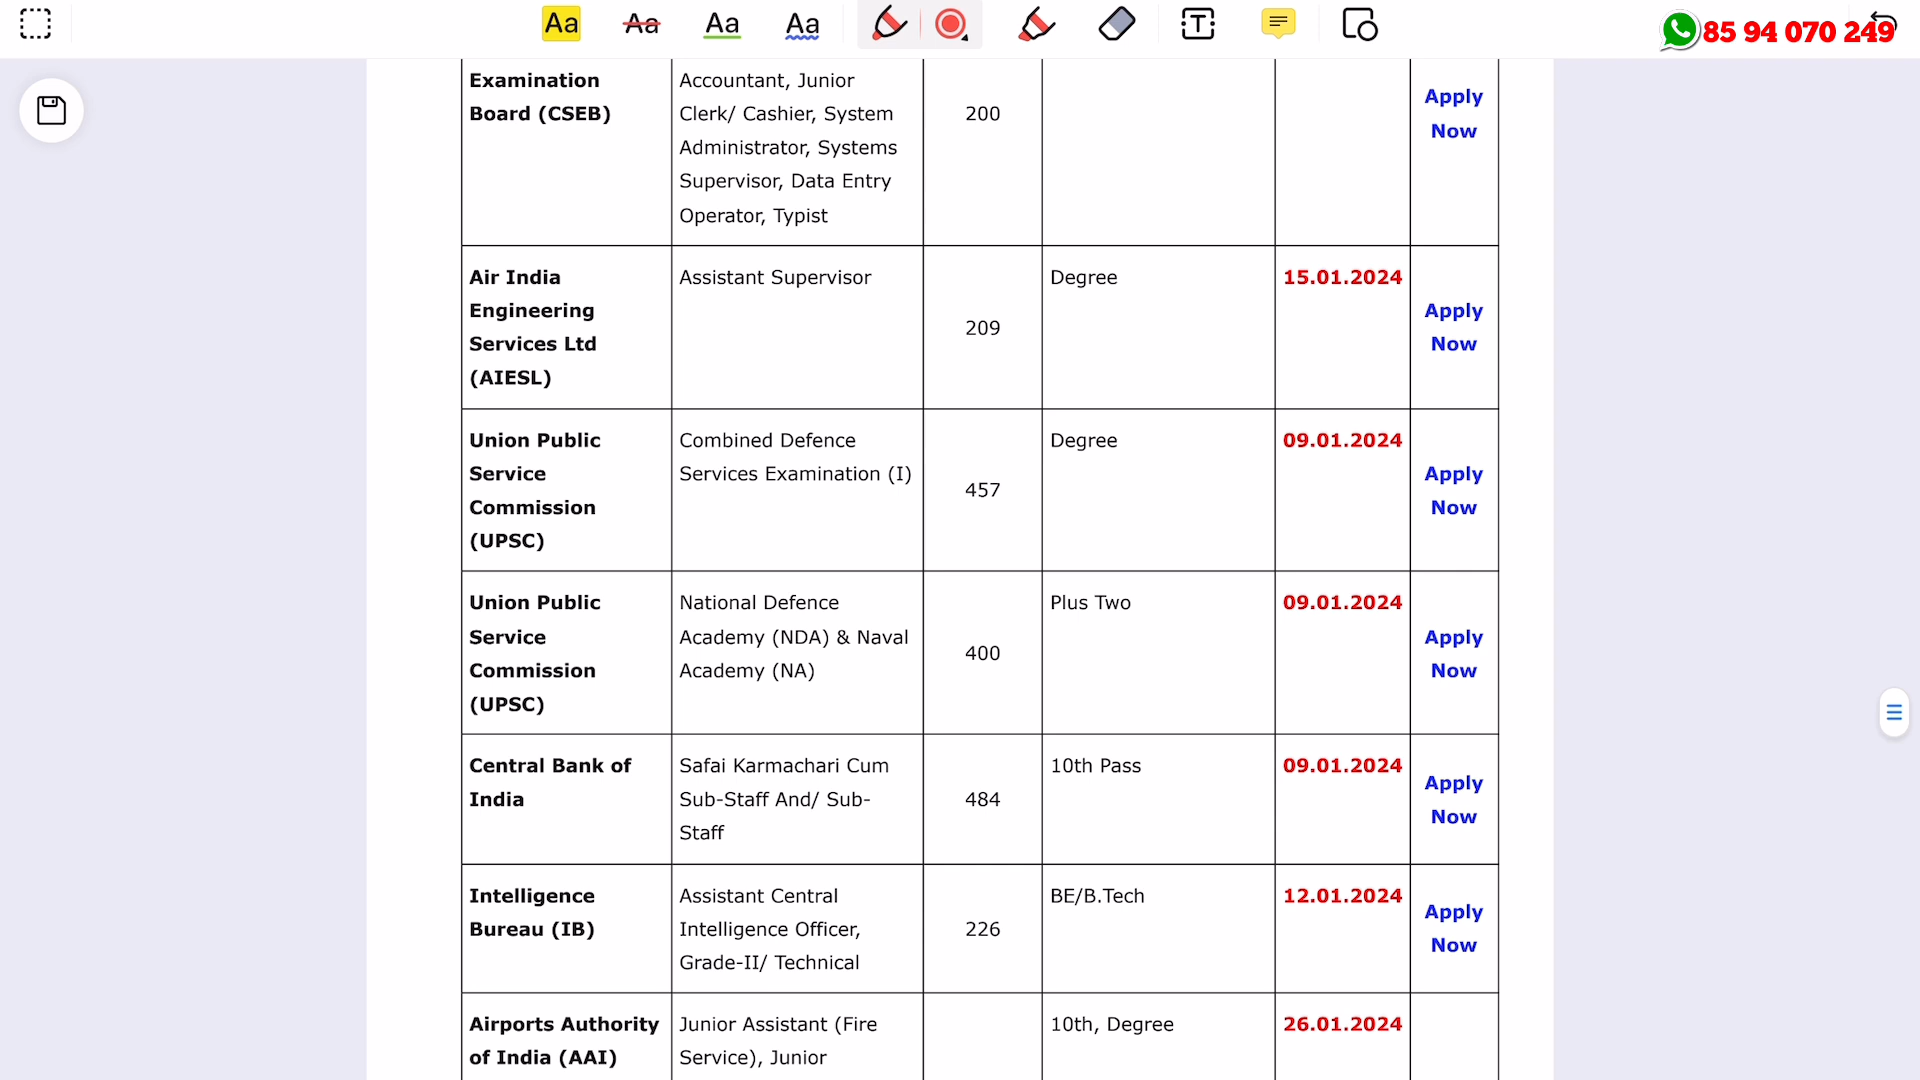 Aa Aa Aa Aa T
85 94 070 249
Examination
Board (CSEB)
Accountant, Junior
Clerk/ Cashier, System
Administrator, Systems
Supervisor, Data Entry
Operator, Typist
200
Apply
Now
Air India
Engineering
Services Ltd
(AIESL)
Assistant Supervisor
209
Degree
15.01.2024
Apply
Now
Union Public
Service
Commission
(UPSC)
Combined Defence
Services Examination (I)
457
Degree
09.01.2024
Apply
Now
Union Public
Service
Commission
(UPSC)
National Defence
Academy (NDA) & Naval
Academy (NA)
400
Plus Two
09.01.2024
Apply
Now
Central Bank of
India
Safai Karmachari Cum
Sub-Staff And/ Sub-
Staff
484
10th Pass
09.01.2024
Apply
Now
Intelligence
Bureau (IB)
Assistant Central
Intelligence Officer,
Grade-II/ Technical
226
BE/B.Tech
12.01.2024
Apply
Now
Airports Authority
of India (AAI)
Junior Assistant (Fire
Service), Junior
10th, Degree
26.01.2024